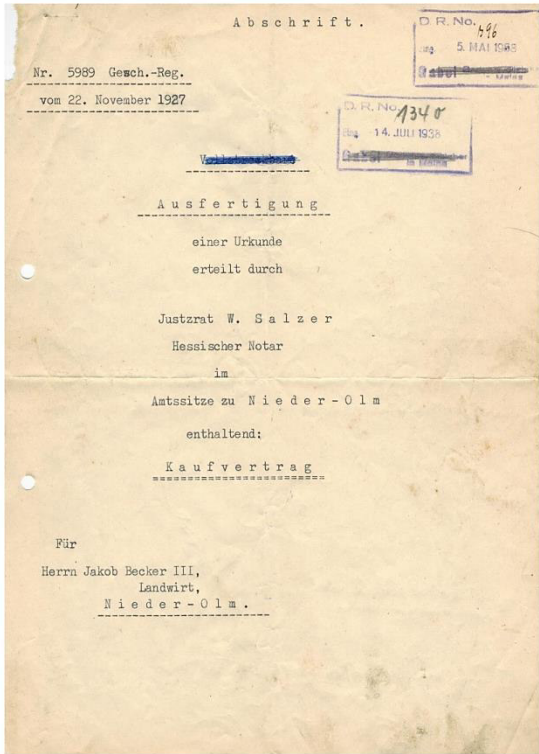 Abschrift.
D. R. No.
5. MAI 1938
Nr. 5989 Gesch.-Reg.
vom 22. November 1927
D. R. No. 1340
14. JULI 1938
Ausfertigung
einer Urkunde
erteilt durch
Justzrat W. Salzer
Hessischer Notar
im
Amtssitze zu Nieder-Olm
enthaltend:
Kaufvertrag
Für
Herrn Jakob Becker III,
Landwirt,
Nieder-Olm.